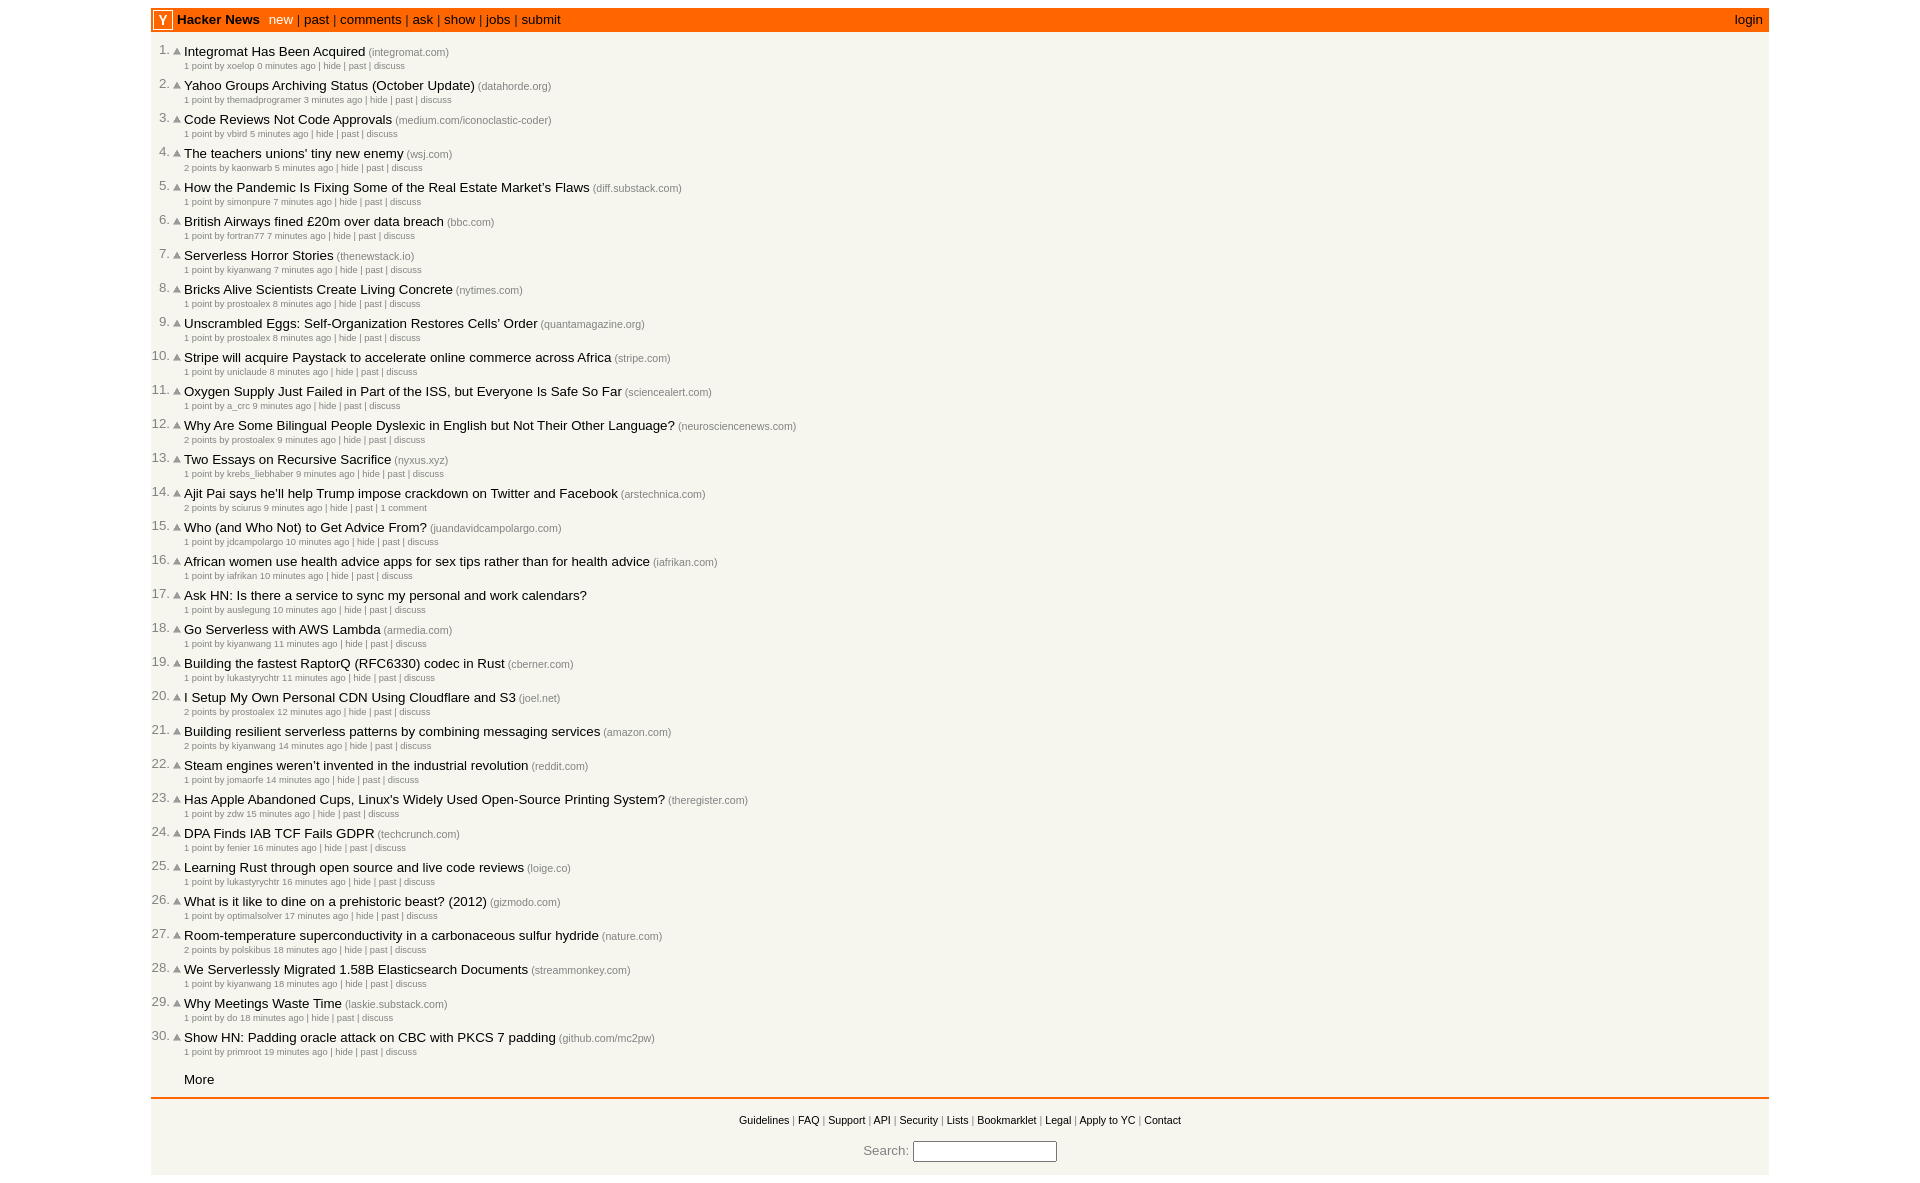 Y Hacker News new | past | comments | ask | show | jobs | submit login
1. Integromat Has Been Acquired (integromat.com)
1 point by xoelop 0 minutes ago | hide | past | discuss
2. Yahoo Groups Archiving Status (October Update) (datahorde.org)
1 point by themadprogramer 3 minutes ago | hide | past | discuss
3. Code Reviews Not Code Approvals (medium.com/iconoclastic-coder)
1 point by vbird 5 minutes ago | hide | past | discuss
4. The teachers unions' tiny new enemy (wsj.com)
2 points by kaonwarb 5 minutes ago | hide | past | discuss
5. How the Pandemic Is Fixing Some of the Real Estate Market’s Flaws (diff.substack.com)
1 point by simonpure 7 minutes ago | hide | past | discuss
6. British Airways fined £20m over data breach (bbc.com)
1 point by fortran77 7 minutes ago | hide | past | discuss
7. Serverless Horror Stories (thenewstack.io)
1 point by kiyanwang 7 minutes ago | hide | past | discuss
8. Bricks Alive Scientists Create Living Concrete (nytimes.com)
1 point by prostoalex 8 minutes ago | hide | past | discuss
9. Unscrambled Eggs: Self-Organization Restores Cells’ Order (quantamagazine.org)
1 point by prostoalex 8 minutes ago | hide | past | discuss
10. Stripe will acquire Paystack to accelerate online commerce across Africa (stripe.com)
1 point by uniclaude 8 minutes ago | hide | past | discuss
11. Oxygen Supply Just Failed in Part of the ISS, but Everyone Is Safe So Far (sciencealert.com)
1 point by a_crc 9 minutes ago | hide | past | discuss
12. Why Are Some Bilingual People Dyslexic in English but Not Their Other Language? (neurosciencenews.com)
2 points by prostoalex 9 minutes ago | hide | past | discuss
13. Two Essays on Recursive Sacrifice (nyxus.xyz)
1 point by krebs_liebhaber 9 minutes ago | hide | past | discuss
14. Ajit Pai says he’ll help Trump impose crackdown on Twitter and Facebook (arstechnica.com)
2 points by sciurus 9 minutes ago | hide | past | 1 comment
15. Who (and Who Not) to Get Advice From? (juandavidcampolargo.com)
1 point by jdcampolargo 10 minutes ago | hide | past | discuss
16. African women use health advice apps for sex tips rather than for health advice (iafrikan.com)
1 point by iafrikan 10 minutes ago | hide | past | discuss
17. Ask HN: Is there a service to sync my personal and work calendars?
1 point by auslegung 10 minutes ago | hide | past | discuss
18. Go Serverless with AWS Lambda (armedia.com)
1 point by kiyanwang 11 minutes ago | hide | past | discuss
19. Building the fastest RaptorQ (RFC6330) codec in Rust (cberner.com)
1 point by lukastyrychtr 11 minutes ago | hide | past | discuss
20. I Setup My Own Personal CDN Using Cloudflare and S3 (joel.net)
2 points by prostoalex 12 minutes ago | hide | past | discuss
21. Building resilient serverless patterns by combining messaging services (amazon.com)
2 points by kiyanwang 14 minutes ago | hide | past | discuss
22. Steam engines weren’t invented in the industrial revolution (reddit.com)
1 point by jomaorfe 14 minutes ago | hide | past | discuss
23. Has Apple Abandoned Cups, Linux's Widely Used Open-Source Printing System? (theregister.com)
1 point by zdw 15 minutes ago | hide | past | discuss
24. DPA Finds IAB TCF Fails GDPR (techcrunch.com)
1 point by fenier 16 minutes ago | hide | past | discuss
25. Learning Rust through open source and live code reviews (loige.co)
1 point by lukastyrychtr 16 minutes ago | hide | past | discuss
26. What is it like to dine on a prehistoric beast? (2012) (gizmodo.com)
1 point by optimalsolver 17 minutes ago | hide | past | discuss
27. Room-temperature superconductivity in a carbonaceous sulfur hydride (nature.com)
2 points by polskibus 18 minutes ago | hide | past | discuss
28. We Serverlessly Migrated 1.58B Elasticsearch Documents (streammonkey.com)
1 point by kiyanwang 18 minutes ago | hide | past | discuss
29. Why Meetings Waste Time (laskie.substack.com)
1 point by do 18 minutes ago | hide | past | discuss
30. Show HN: Padding oracle attack on CBC with PKCS 7 padding (github.com/mc2pw)
1 point by primroot 19 minutes ago | hide | past | discuss
More
Guidelines | FAQ | Support | API | Security | Lists | Bookmarklet | Legal | Apply to YC | Contact
Search: